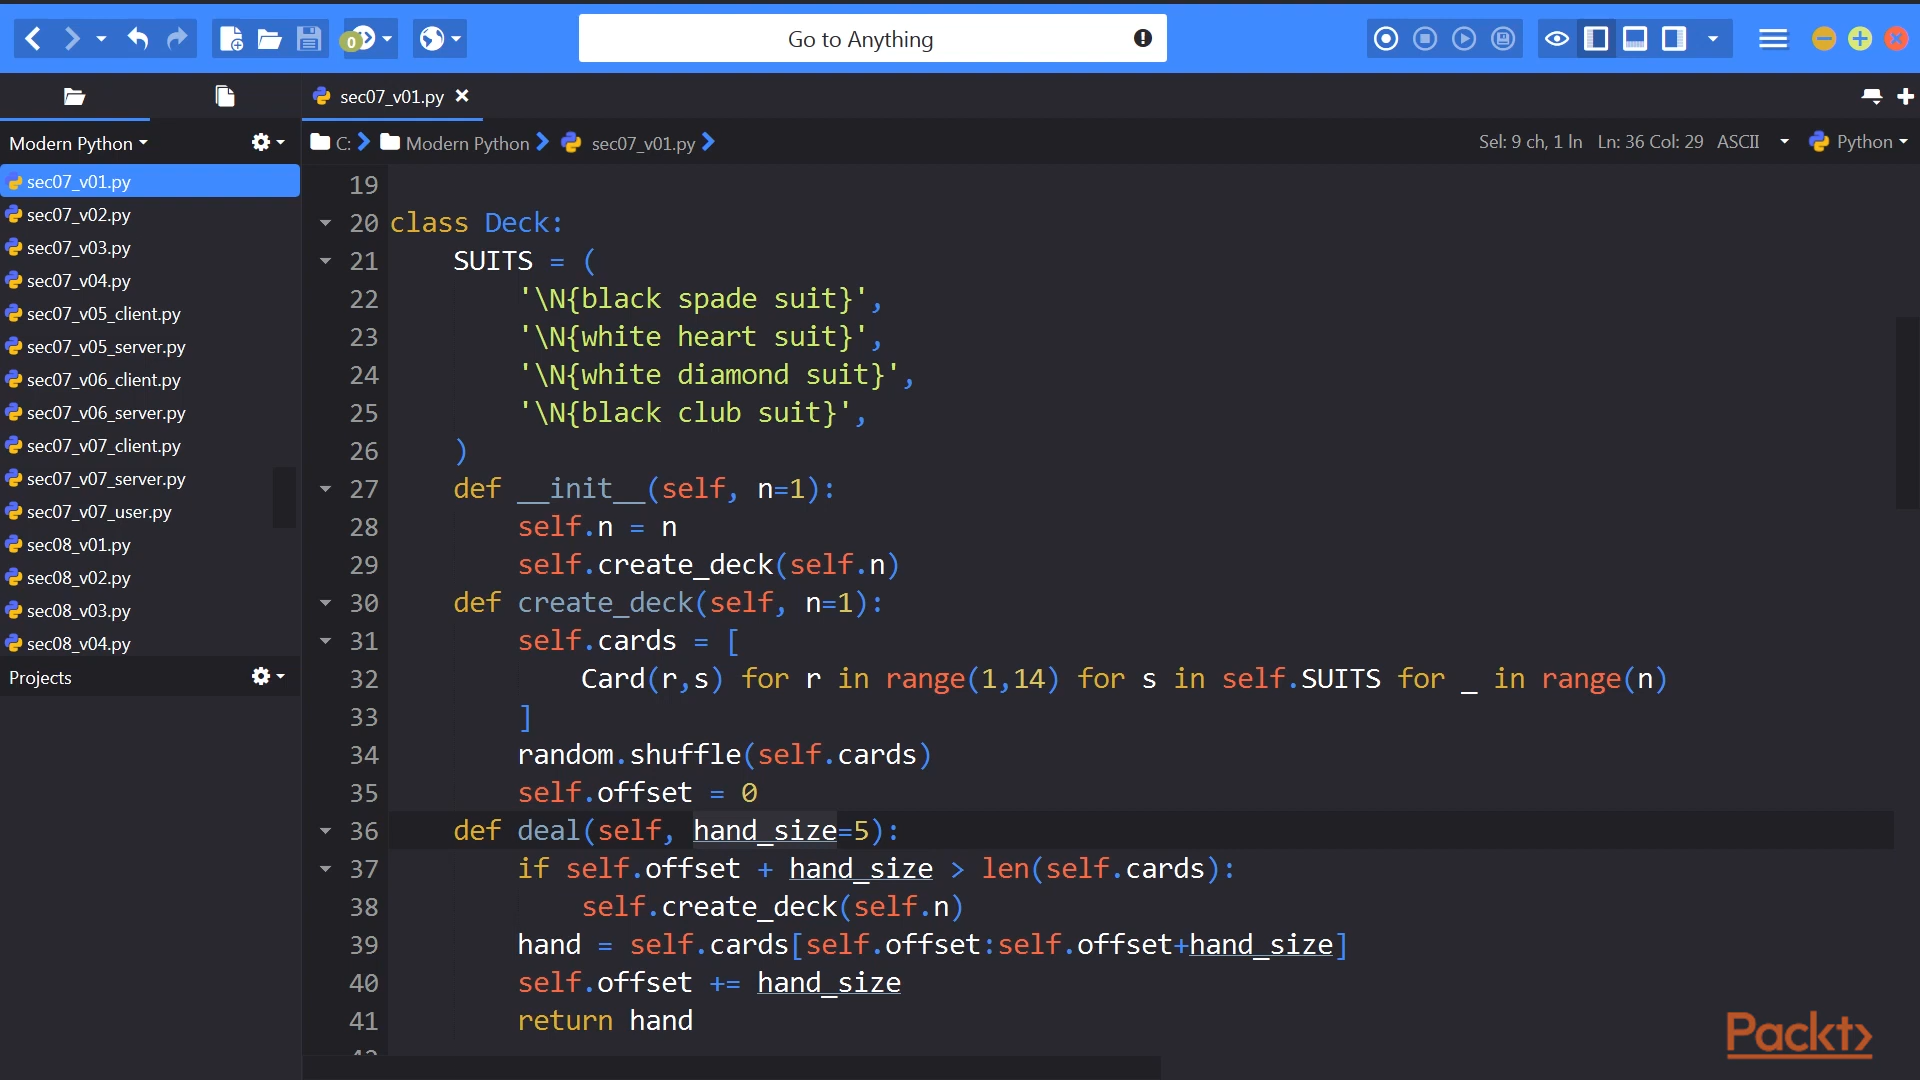 0
Go to Anything
sec07_v01.py
Modern Python
C:
Modern Python
sec07_v01.py
Sel: 9 ch, 1 ln
Ln: 36 Col: 29
ASCII
Python
sec07_v01.py
sec07_v02.py
sec07_v03.py
sec07_v04.py
sec07_v05_client.py
sec07_v05_server.py
sec07_v06_client.py
sec07_v06_server.py
sec07_v07_client.py
sec07_v07_server.py
sec07_v07_user.py
sec08_v01.py
sec08_v02.py
sec08_v03.py
sec08_v04.py
Projects
19
20 class Deck:
21     SUITS = (
22         '\N{black spade suit}',
23         '\N{white heart suit}',
24         '\N{white diamond suit}',
25         '\N{black club suit}',
26     )
27     def __init__(self, n=1):
28         self.n = n
29         self.create_deck(self.n)
30     def create_deck(self, n=1):
31         self.cards = [
32             Card(r,s) for r in range(1,14) for s in self.SUITS for _ in range(n)
33         ]
34         random.shuffle(self.cards)
35         self.offset = 0
36     def deal(self, hand_size=5):
37         if self.offset + hand_size > len(self.cards):
38             self.create_deck(self.n)
39         hand = self.cards[self.offset:self.offset+hand_size]
40         self.offset += hand_size
41         return hand
Packt>